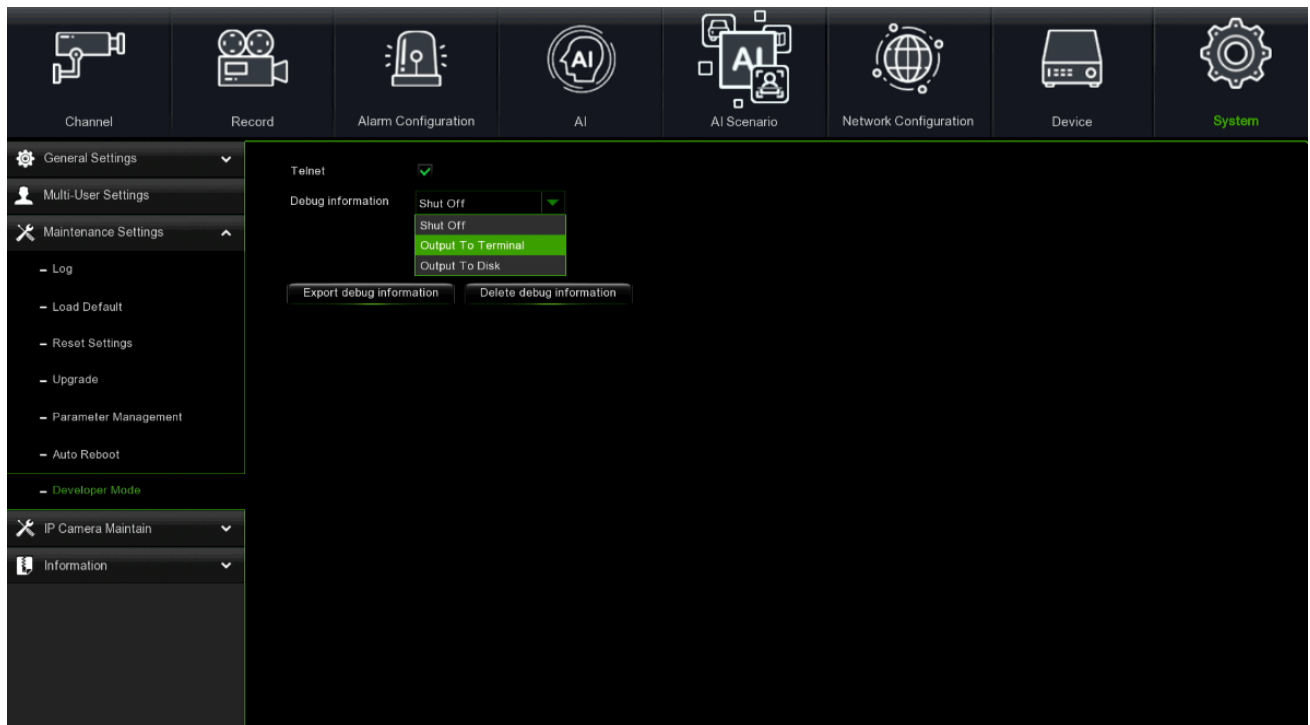 AI
AI
Channel
Record
Alarm Configuration
AI
AI Scenario
Network Configuration
Device
System
General Settings
Multi-User Settings
Maintenance Settings
Log
Load Default
Reset Settings
Upgrade
Parameter Management
Auto Reboot
Developer Mode
IP Camera Maintain
Information
Telnet
Debug information
Shut Off
Shut Off
Output To Terminal
Output To Disk
Export debug information
Delete debug information